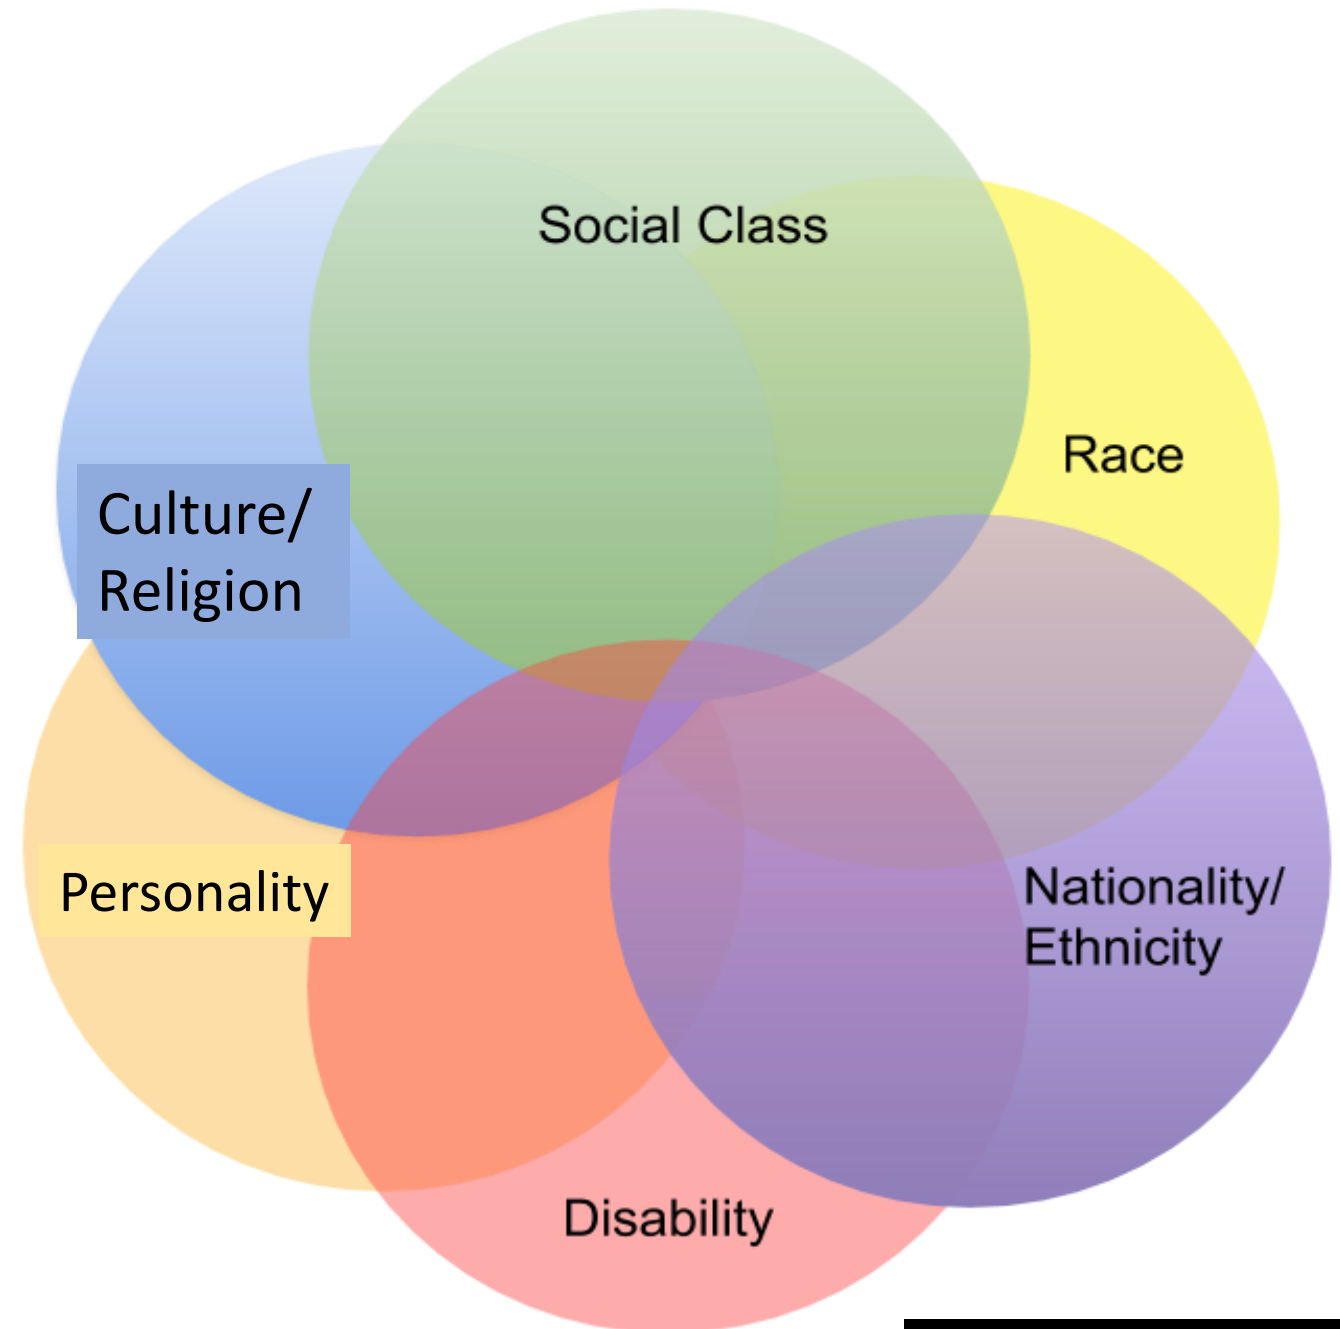 Social Class
Race
Culture/
Religion
Personality
Nationality/
Ethnicity
Disability